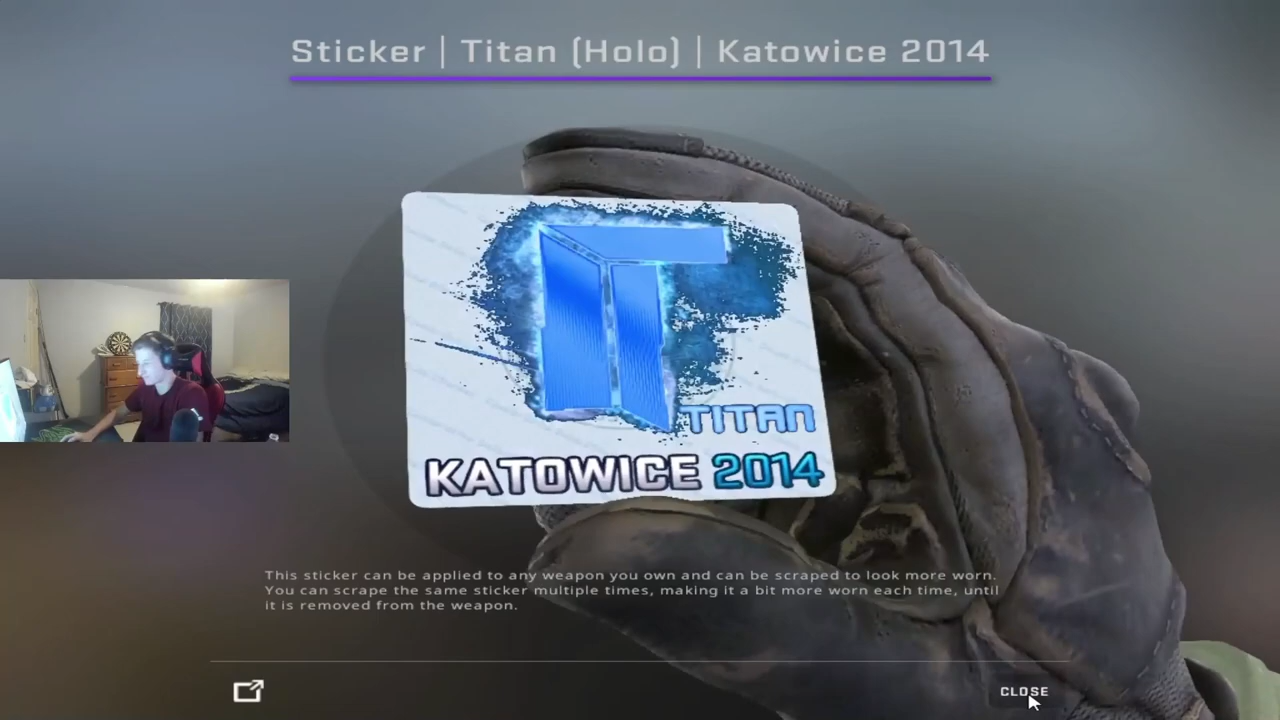 Sticker | Titan (Holo) | Katowice 2014
TITAN
KATOWICE 2014
This sticker can be applied to any weapon you own and can be scraped to look more worn.
You can scrape the same sticker multiple times, making it a bit more worn each time, until
it is removed from the weapon.
CLOSE